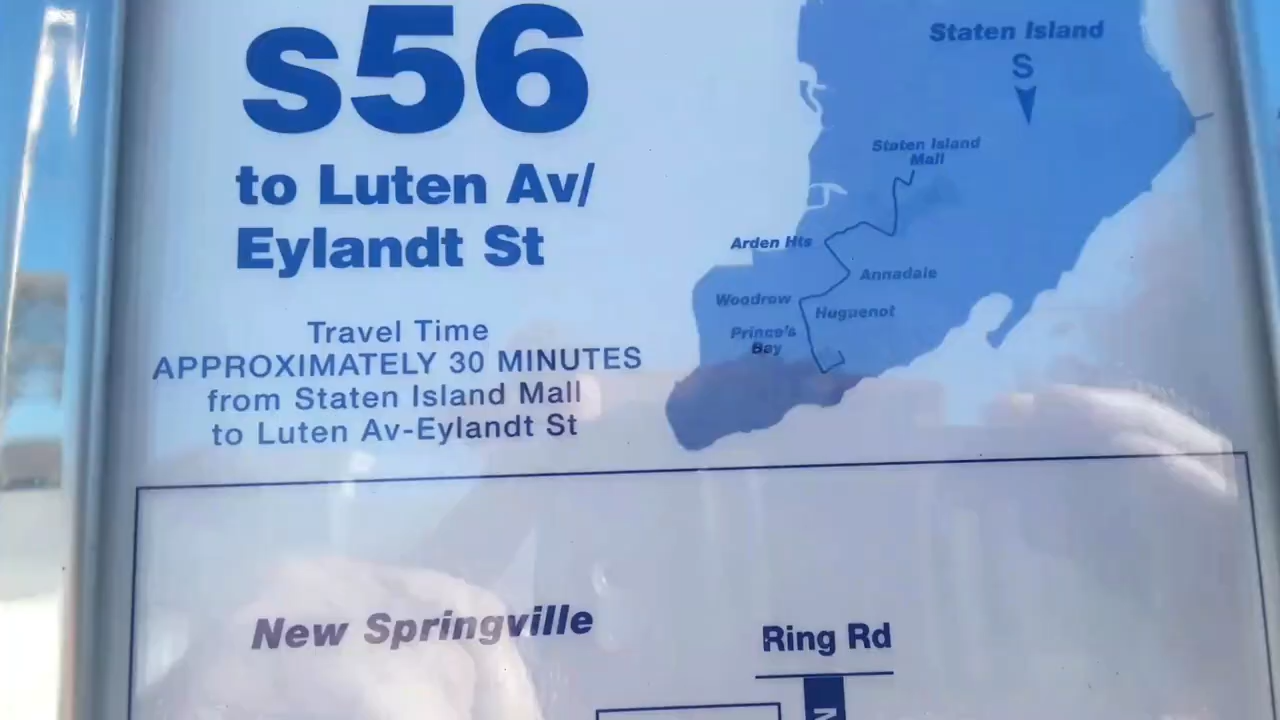 S56
to Luten Av/
Eylandt St
Travel Time
APPROXIMATELY 30 MINUTES
from Staten Island Mall
to Luten Av-Eylandt St
Staten Island
S
Staten Island
Mall
Arden Hts
Annadale
Woodrow
Huguenot
Prince's
Bay
New Springville
Ring Rd
N